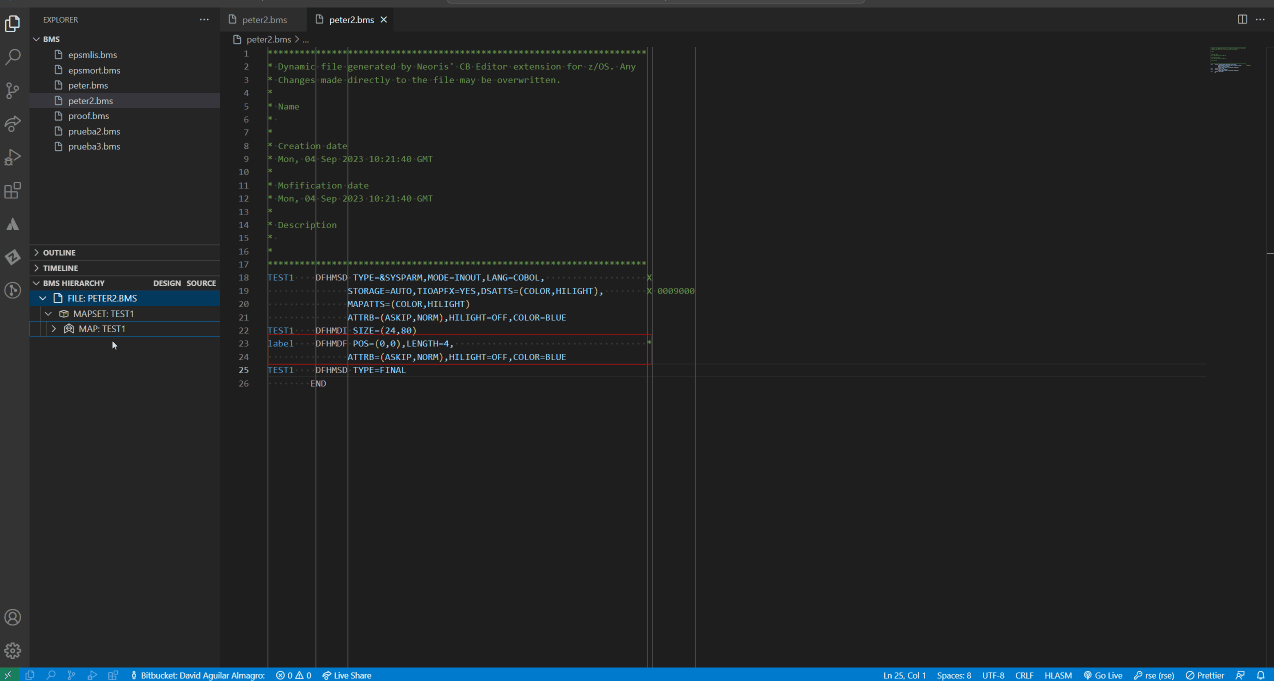 EXPLORER
···
peter2.bms
peter2.bms
BMS
peter2.bms > ...
epsmlis.bms
epsmort.bms
peter.bms
peter2.bms
proof.bms
prueba2.bms
prueba3.bms
OUTLINE
TIMELINE
BMS HIERARCHY DESIGN SOURCE
FILE: PETER2.BMS
MAPSET: TEST1
MAP: TEST1
1 ***********************************************************************
2 * Dynamic file generated by Neoris' CB Editor extension for z/OS. Any
3 * Changes made directly to the file may be overwritten.
4 *
5 * Name
6 *
7 *
8 * Creation date
9 * Mon, 04 Sep 2023 10:21:40 GMT
10 *
11 * Mofification date
12 * Mon, 04 Sep 2023 10:21:40 GMT
13 *
14 * Description
15 *
16 *
17 ***********************************************************************
18 TEST1 DFHMSD TYPE=&SYSPARM,MODE=INOUT,LANG=COBOL, X
19 STORAGE=AUTO,TIOAPFX=YES,DSATTS=(COLOR,HILIGHT), X 0009000
20 MAPATTS=(COLOR,HILIGHT)
21 ATTRB=(ASKIP,NORM),HILIGHT=OFF,COLOR=BLUE
22 TEST1 DFHMDI SIZE=(24,80)
23 label DFHMDF POS=(0,0),LENGTH=4, *
24 ATTRB=(ASKIP,NORM),HILIGHT=OFF,COLOR=BLUE
25 TEST1 DFHMSD TYPE=FINAL
26 END
Bitbucket: David Aguilar Almagro: 0 0 Live Share Ln 25, Col 1 Spaces: 8 UTF-8 CRLF HLASM Go Live rse (rse) Prettier